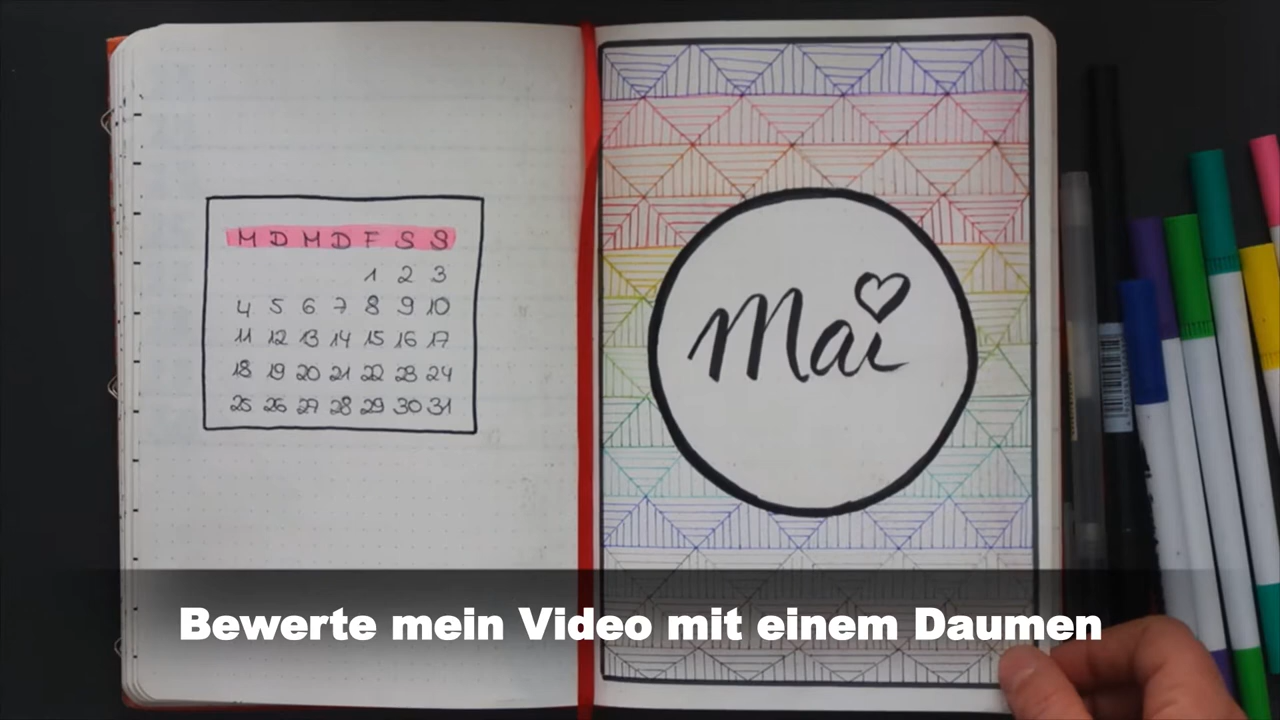 M D M D F S S
1 2 3
4 5 6 7 8 9 10
11 12 13 14 15 16 17
18 19 20 21 22 23 24
25 26 27 28 29 30 31
Mai
Bewerte mein Video mit einem Daumen